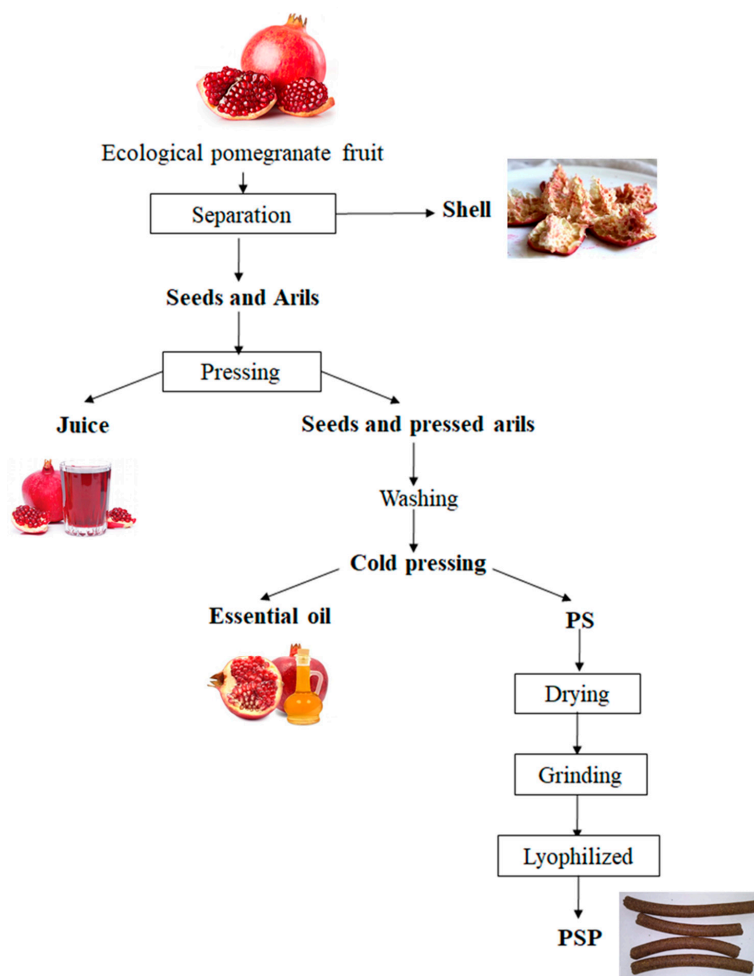 Ecological pomegranate fruit
Separation
Shell
Seeds and Arils
Pressing
Juice
Seeds and pressed arils
Washing
Cold pressing
Essential oil
PS
Drying
Grinding
Lyophilized
PSP